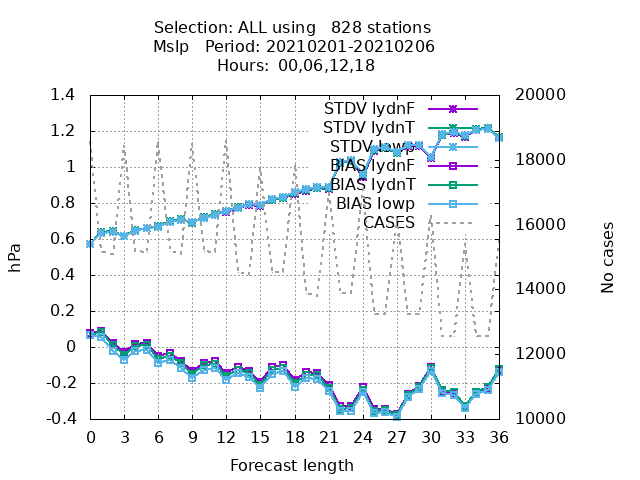 Selection: ALL using 828 stations
Mslp Period: 20210201-20210206
Hours: 00,06,12,18
1.4
1.2
1
0.8
0.6
0.4
0.2
0
-0.2
-0.4
hPa
20000
18000
16000
14000
12000
10000
No cases
STDV lydnF
STDV lydnT
STDV lowp
BIAS lydnF
BIAS lydnT
BIAS lowp
CASES
0 3 6 9 12 15 18 21 24 27 30 33 36
Forecast length